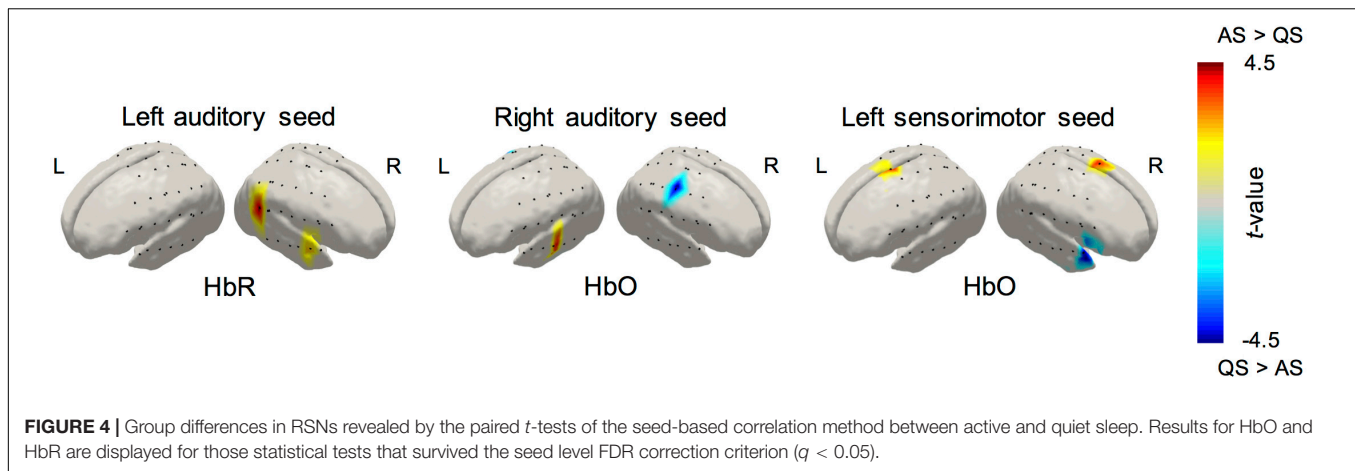 AS > QS
4.5
Left auditory seed
Right auditory seed
Left sensorimotor seed
L
R
L
R
L
R
t-value
HbR
HbO
HbO
-4.5
QS > AS
FIGURE 4 | Group differences in RSNs revealed by the paired t-tests of the seed-based correlation method between active and quiet sleep. Results for HbO and
HbR are displayed for those statistical tests that survived the seed level FDR correction criterion (q < 0.05).